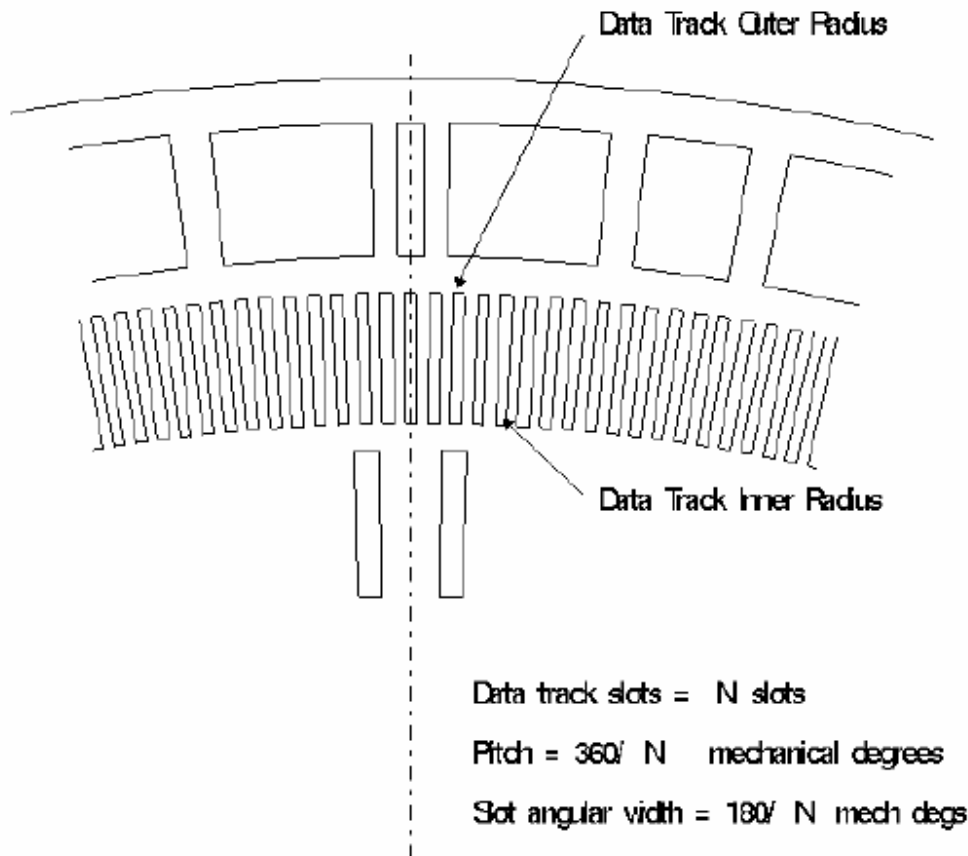 Data Track Outer Radius
Data Track Inner Radius
Data track slots = N slots
Pitch = 360/ N mechanical degrees
Slot angular width = 180/ N mech degs